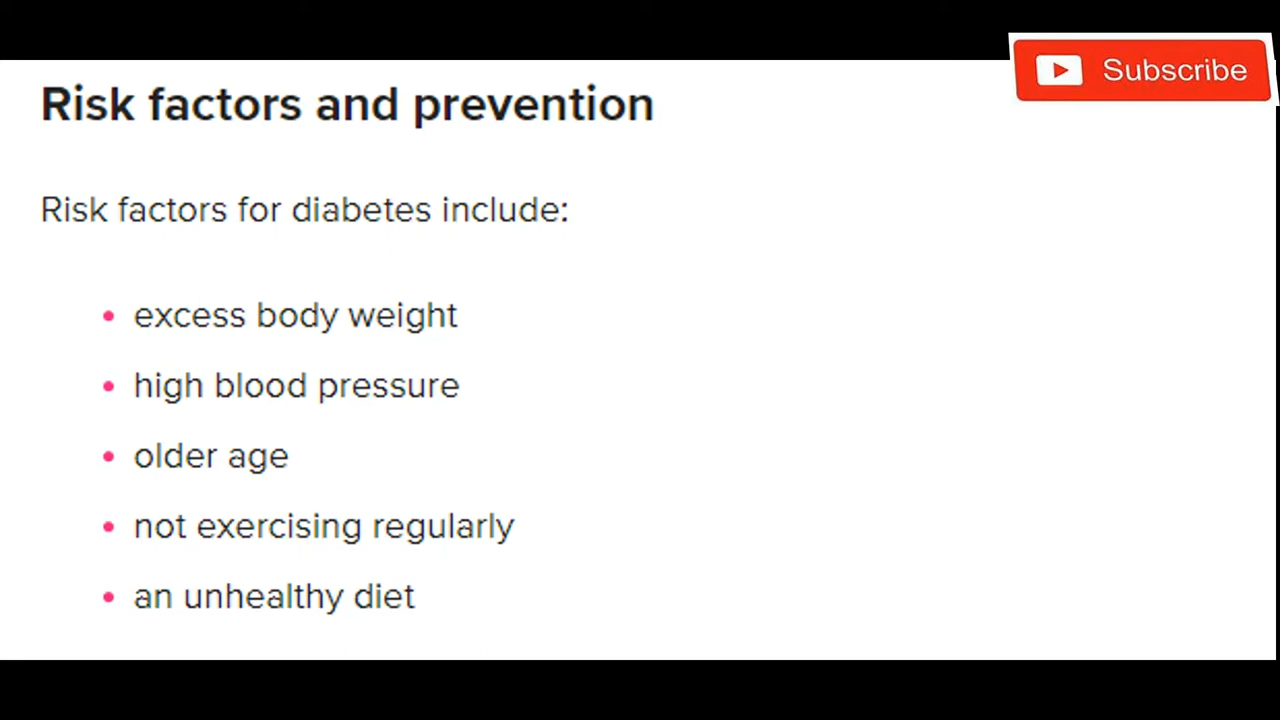 Subscribe
Risk factors and prevention
Risk factors for diabetes include:
• excess body weight
• high blood pressure
• older age
• not exercising regularly
• an unhealthy diet